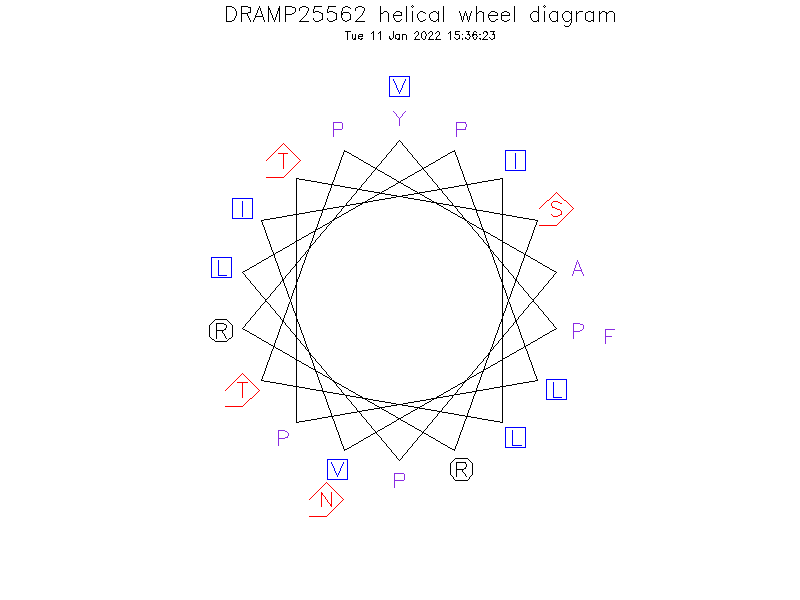 DRAMP25562 helical wheel diagram
Tue 11 Jan 2022 15:36:23
V
Y
P P
T I
I S
L A
R P F
T L
P L
V P R
N